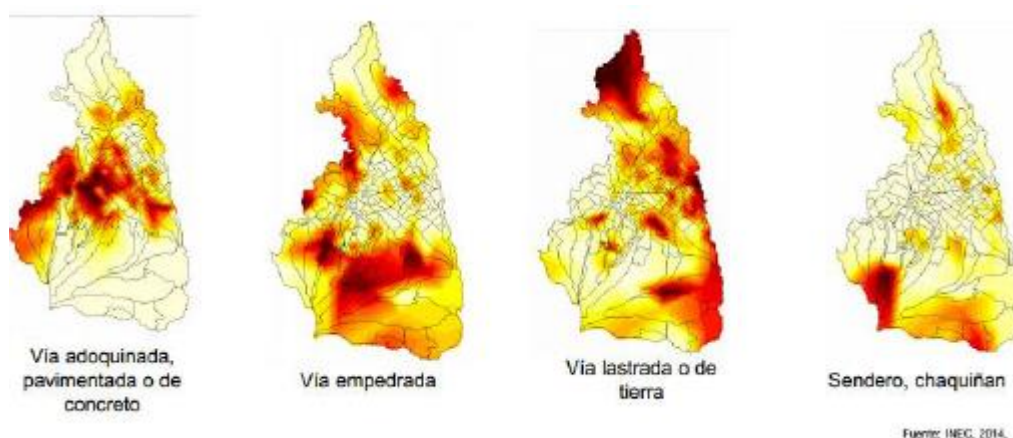 Vía adoquinada,
pavimentada o de
concreto
Vía empedrada
Vía lastrada o de
tierra
Sendero, chaquiñan
Fuente: INEC, 2014.